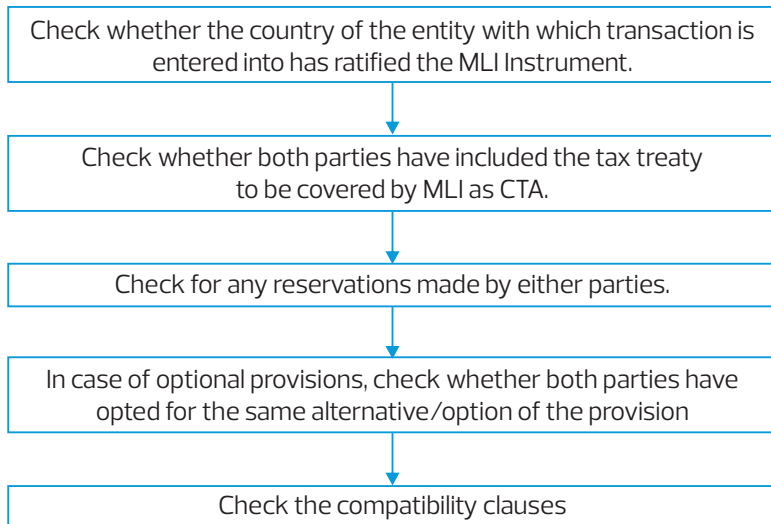 Check whether the country of the entity with which transaction is
entered into has ratified the MLI Instrument.
Check whether both parties have included the tax treaty
to be covered by MLI as CTA.
Check for any reservations made by either parties.
In case of optional provisions, check whether both parties have
opted for the same alternative/option of the provision
Check the compatibility clauses